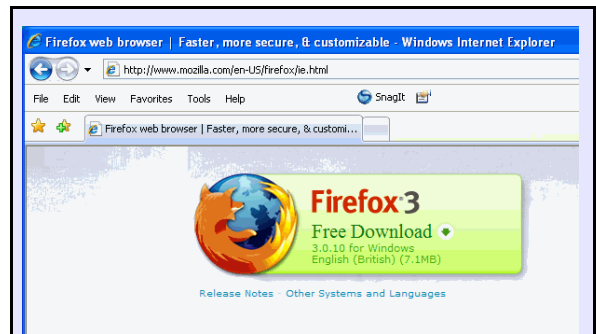 Firefox web browser | Faster, more secure, & customizable - Windows Internet Explorer
http://www.mozilla.com/en-US/firefox/ie.html
File Edit View Favorites Tools Help SnagIt
Firefox web browser | Faster, more secure, & customi...
Firefox 3
Free Download
3.0.10 for Windows
English (British) (7.1MB)
Release Notes - Other Systems and Languages